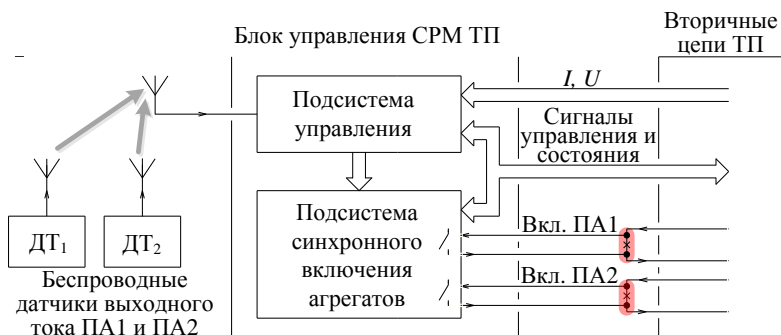 Блок управления СРМ ТП
Вторичные
цепи ТП
I, U
Подсистема
управления
Сигналы
управления и
состояния
Подсистема
синхронного
включения
агрегатов
Вкл. ПА1
Вкл. ПА2
ДТ1
ДТ2
Беспроводные
датчики выходного
тока ПА1 и ПА2